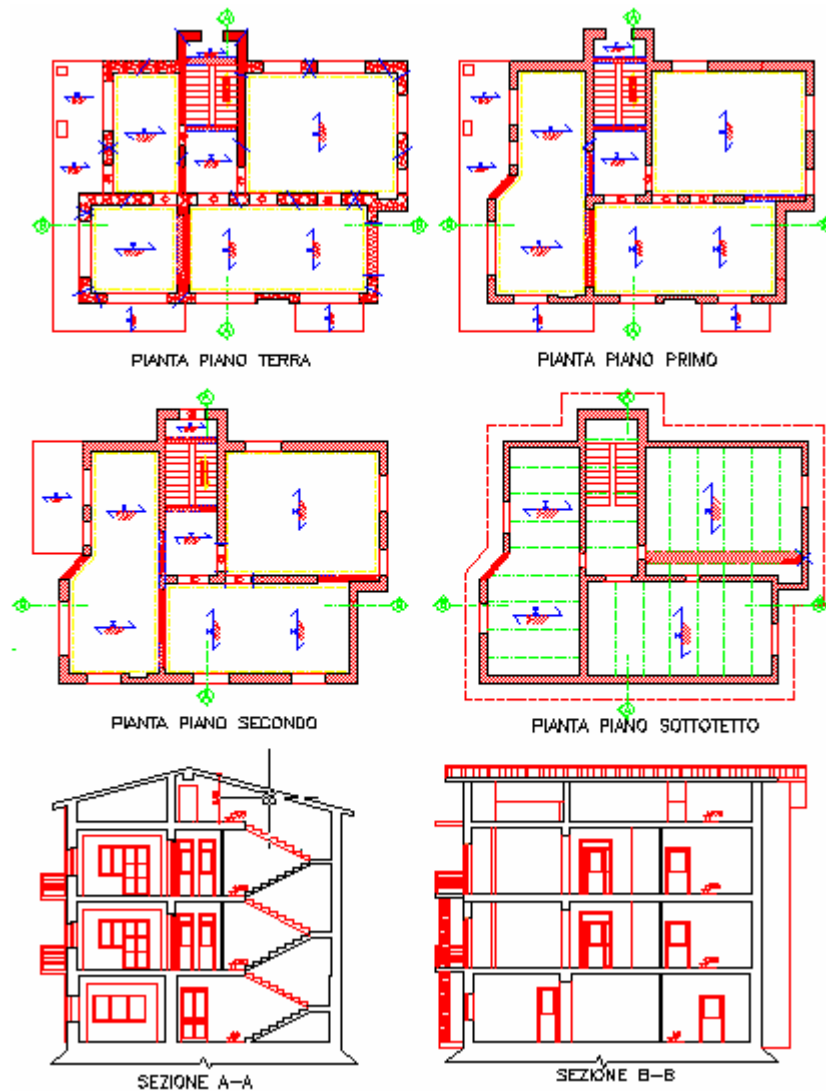 PIANTA PIANO TERRA
PIANTA PIANO PRIMO
PIANTA PIANO SECONDO
PIANTA PIANO SOTTOTETTO
SEZIONE A-A
SEZIONE B-B